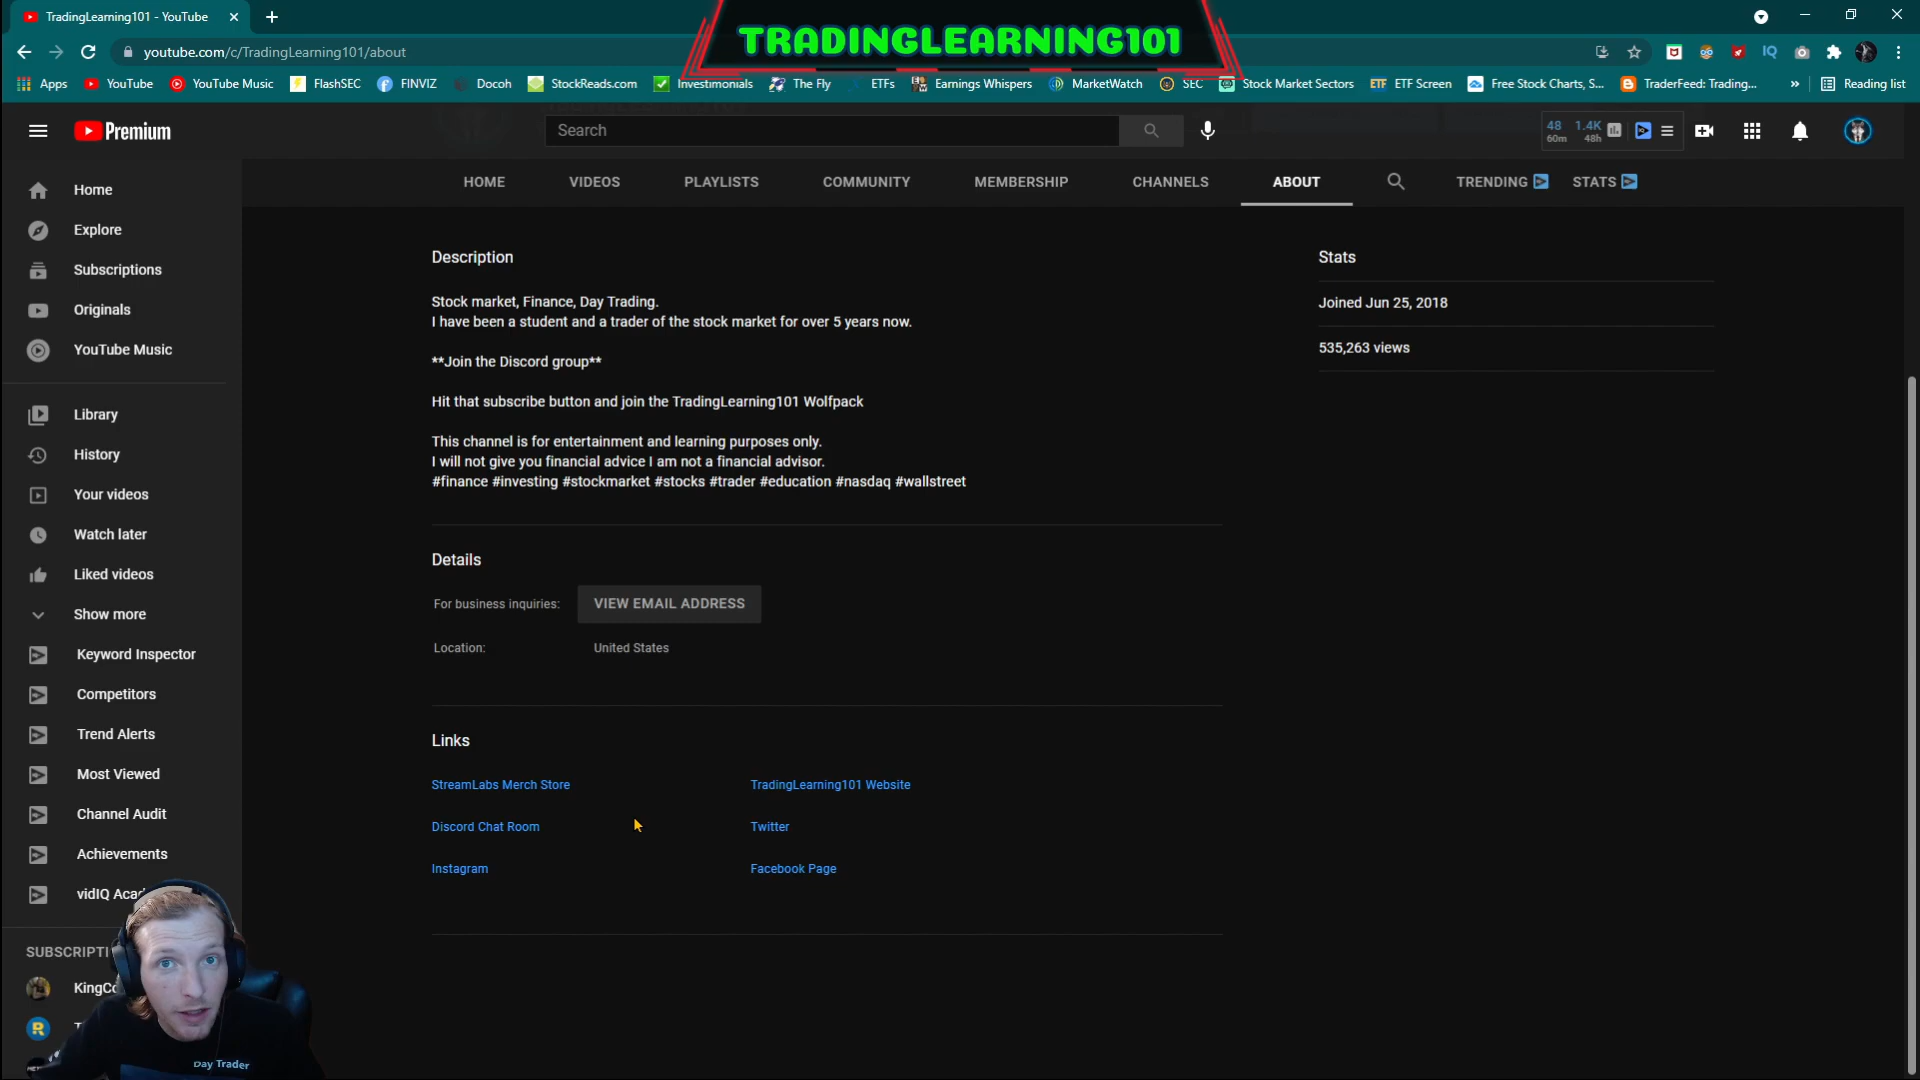 TradingLearning101 - YouTube
TRADINGLEARNING101
youtube.com/c/TradingLearning101/about
Apps
YouTube
YouTube Music
FlashSEC
FINVIZ
Docoh
StockReads.com
Investimonials
The Fly
ETFs
Earnings Whispers
MarketWatch
SEC
Stock Market Sectors
ETF Screen
Free Stock Charts, S...
TraderFeed: Trading...
Reading list
Premium
Search
48
60m
1.4K
48h
Home
Explore
Subscriptions
Originals
YouTube Music
Library
History
Your videos
Watch later
Liked videos
Show more
Keyword Inspector
Competitors
Trend Alerts
Most Viewed
Channel Audit
Achievements
vidIQ Aca
SUBSCRIPTI
KingCo
HOME
VIDEOS
PLAYLISTS
COMMUNITY
MEMBERSHIP
CHANNELS
ABOUT
TRENDING
STATS
Description
Stock market, Finance, Day Trading.
I have been a student and a trader of the stock market for over 5 years now.
**Join the Discord group**
Hit that subscribe button and join the TradingLearning101 Wolfpack
This channel is for entertainment and learning purposes only.
I will not give you financial advice I am not a financial advisor.
#finance #investing #stockmarket #stocks #trader #education #nasdaq #wallstreet
Details
For business inquiries:
VIEW EMAIL ADDRESS
Location:
United States
Links
StreamLabs Merch Store
TradingLearning101 Website
Discord Chat Room
Twitter
Instagram
Facebook Page
Stats
Joined Jun 25, 2018
535,263 views
Day Trader